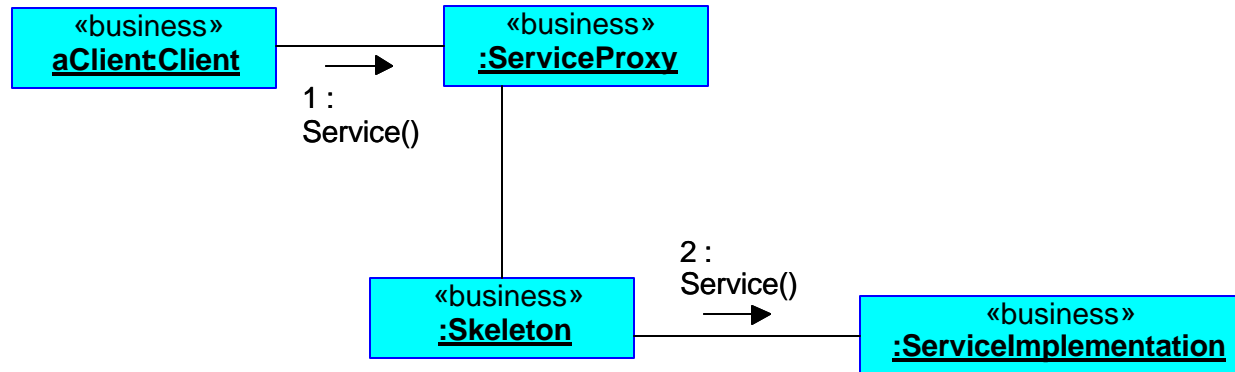 «business»
aClient:Client
«business»
:ServiceProxy
1 :
Service()
2 :
Service()
«business»
:Skeleton
«business»
:ServiceImplementation